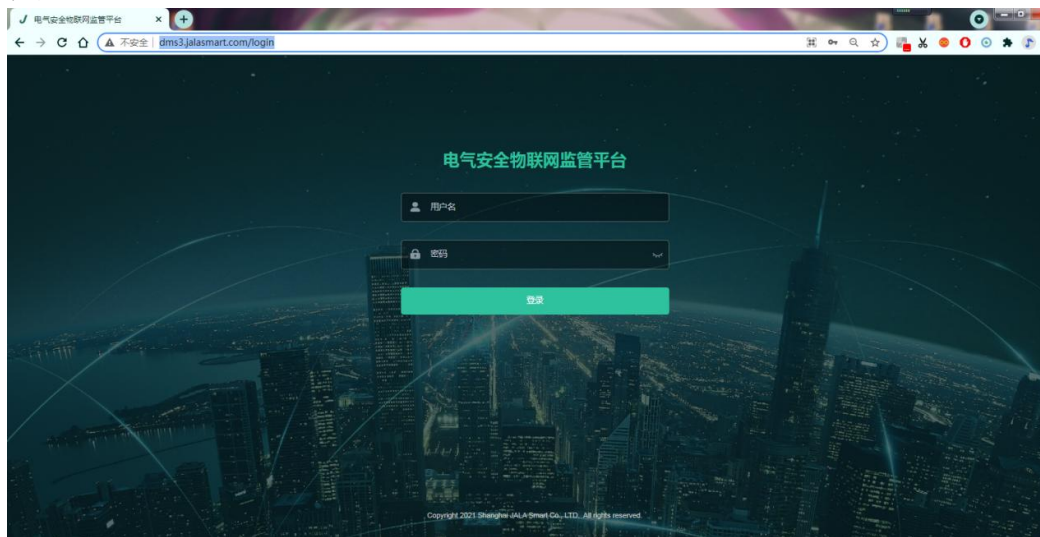 电气安全物联网监管平台
不安全 dms3.jalasmart.com/login
电气安全物联网监管平台
用户名
密码
登录
Copyright 2021 Shanghai JALA Smart Co., LTD. All rights reserved.